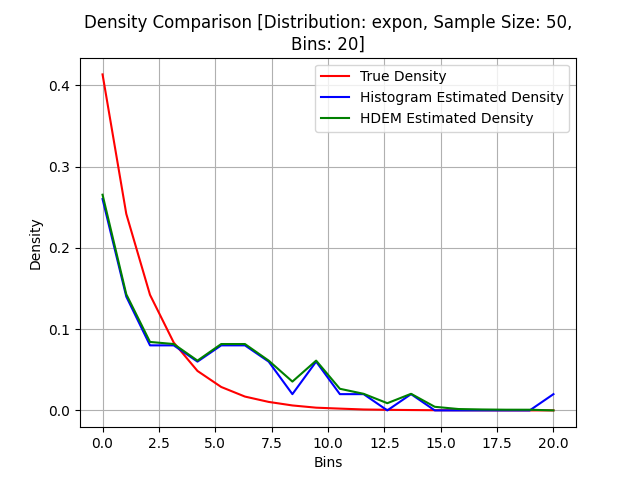 Density Comparison [Distribution: expon, Sample Size: 50,
Bins: 20]
True Density
Histogram Estimated Density
HDEM Estimated Density
Density
0.4
0.3
0.2
0.1
0.0
0.0 2.5 5.0 7.5 10.0 12.5 15.0 17.5 20.0
Bins